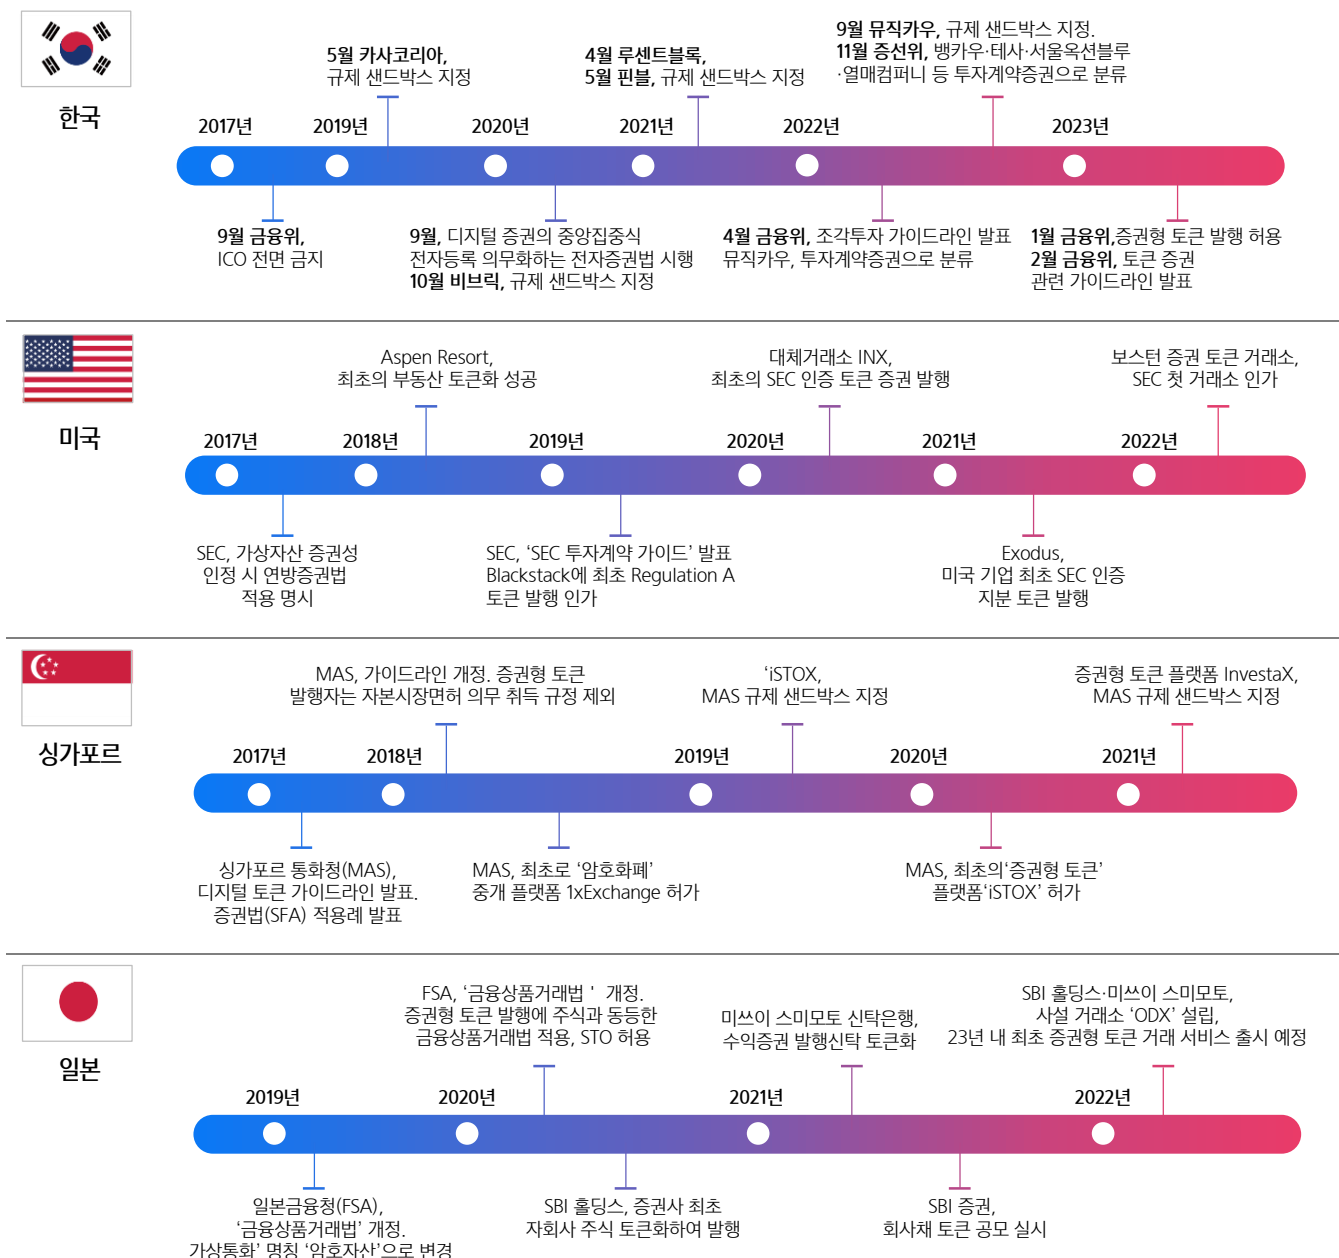 한국
5월 카사코리아,
규제 샌드박스 지정
4월 루센트블록,
5월 핀블, 규제 샌드박스 지정
9월 뮤직카우, 규제 샌드박스 지정.
11월 증선위, 뱅카우·테사·서울옥션블루
·열매컴퍼니 등 투자계약증권으로 분류
2017년
2019년
2020년
2021년
2022년
2023년
9월 금융위,
ICO 전면 금지
9월, 디지털 증권의 중앙집중식
전자등록 의무화하는 전자증권법 시행
10월 비브릭, 규제 샌드박스 지정
4월 금융위, 조각투자 가이드라인 발표
뮤직카우, 투자계약증권으로 분류
1월 금융위,증권형 토큰 발행 허용
2월 금융위, 토큰 증권
관련 가이드라인 발표
미국
Aspen Resort,
최초의 부동산 토큰화 성공
대체거래소 INX,
최초의 SEC 인증 토큰 증권 발행
보스턴 증권 토큰 거래소,
SEC 첫 거래소 인가
2017년
2018년
2019년
2020년
2021년
2022년
SEC, 가상자산 증권성
인정 시 연방증권법
적용 명시
SEC, ‘SEC 투자계약 가이드’ 발표
Blackstack에 최초 Regulation A
토큰 발행 인가
Exodus,
미국 기업 최초 SEC 인증
지분 토큰 발행
싱가포르
MAS, 가이드라인 개정. 증권형 토큰
발행자는 자본시장면허 의무 취득 규정 제외
‘iSTOX,
MAS 규제 샌드박스 지정
증권형 토큰 플랫폼 InvestaX,
MAS 규제 샌드박스 지정
2017년
2018년
2019년
2020년
2021년
싱가포르 통화청(MAS),
디지털 토큰 가이드라인 발표.
증권법(SFA) 적용례 발표
MAS, 최초로 ‘암호화폐’
중개 플랫폼 1xExchange 허가
MAS, 최초의‘증권형 토큰’
플랫폼‘iSTOX’ 허가
일본
FSA, ‘금융상품거래법 ' 개정.
증권형 토큰 발행에 주식과 동등한
금융상품거래법 적용, STO 허용
미쓰이 스미모토 신탁은행,
수익증권 발행신탁 토큰화
SBI 홀딩스·미쓰이 스미모토,
사설 거래소 ‘ODX’ 설립,
23년 내 최초 증권형 토큰 거래 서비스 출시 예정
2019년
2020년
2021년
2022년
일본금융청(FSA),
‘금융상품거래법’ 개정.
가상통화’ 명칭 ‘암호자산’으로 변경
SBI 홀딩스, 증권사 최초
자회사 주식 토큰화하여 발행
SBI 증권,
회사채 토큰 공모 실시